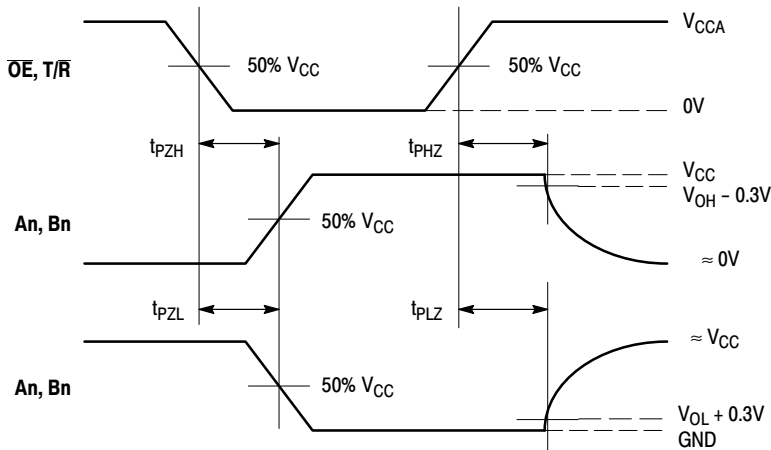 V_CCA
O̅E̅, T/R̅
50% V_CC
50% V_CC
0V
t_PZH
t_PHZ
V_CC
V_OH – 0.3V
An, Bn
50% V_CC
≈ 0V
t_PZL
t_PLZ
≈ V_CC
An, Bn
50% V_CC
V_OL + 0.3V
GND